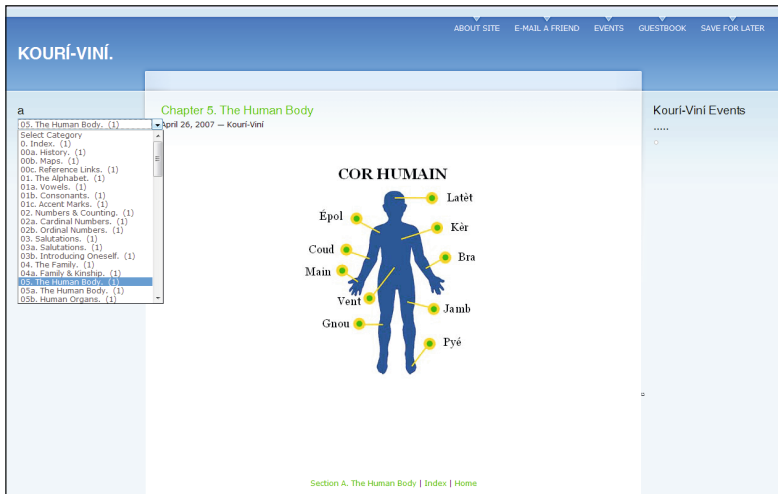 ABOUT SITE E-MAIL A FRIEND EVENTS GUESTBOOK SAVE FOR LATER
KOURÍ-VINÍ.
a
05. The Human Body. (1)
Select Category
0. Index. (1)
00a. History. (1)
00b. Maps. (1)
00c. Reference Links. (1)
01. The Alphabet. (1)
01a. Vowels. (1)
01b. Consonants. (1)
01c. Accent Marks. (1)
02. Numbers & Counting. (1)
02a. Cardinal Numbers. (1)
02b. Ordinal Numbers. (1)
03. Salutations. (1)
03a. Salutations. (1)
03b. Introducing Oneself. (1)
04. The Family. (1)
04a. Family & Kinship. (1)
05. The Human Body. (1)
05a. The Human Body. (1)
05b. Human Organs. (1)
Chapter 5. The Human Body
April 26, 2007 — Kouri-Viní
COR HUMAIN
Latèt
Épol
Kèr
Coud
Bra
Main
Vent
Jamb
Gnou
Pyé
Section A. The Human Body | Index | Home
Kouri-Viní Events
.....